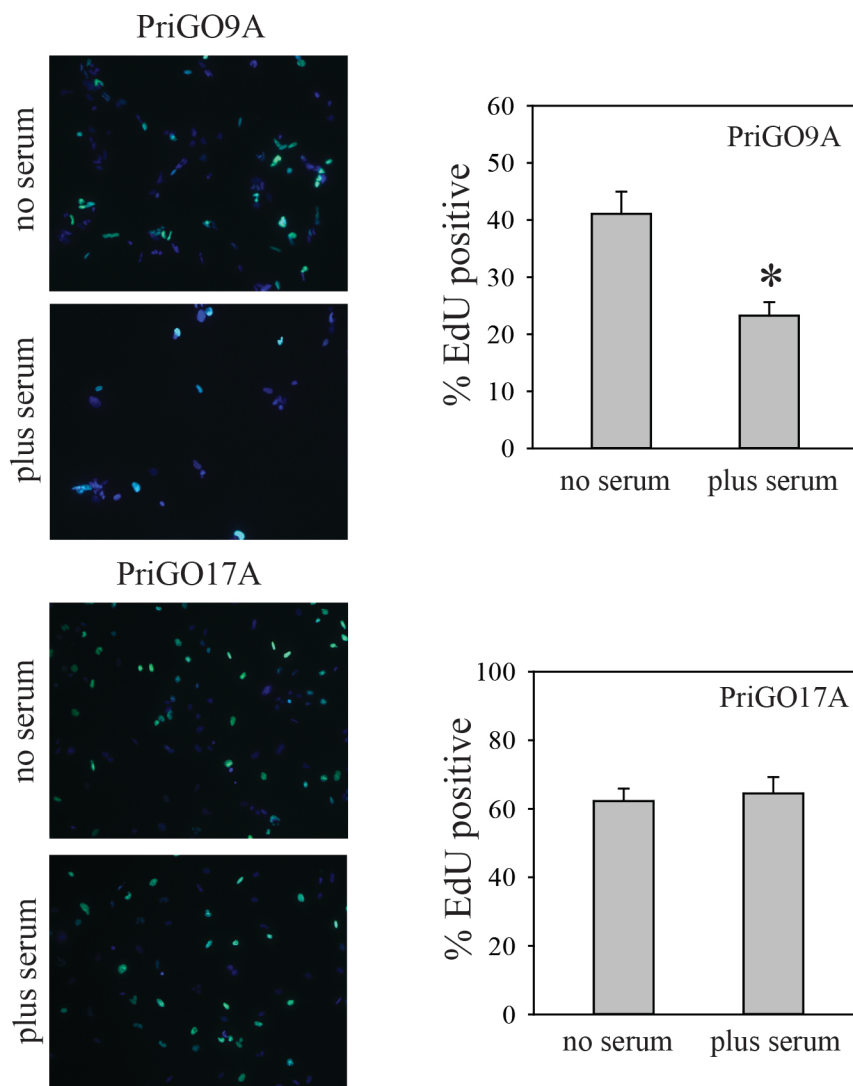 PriGO9A
no serum
plus serum
% EdU positive
60
50
40
30
20
10
0
PriGO9A
*
no serum
plus serum
PriGO17A
no serum
plus serum
% EdU positive
100
80
60
40
20
0
PriGO17A
no serum
plus serum